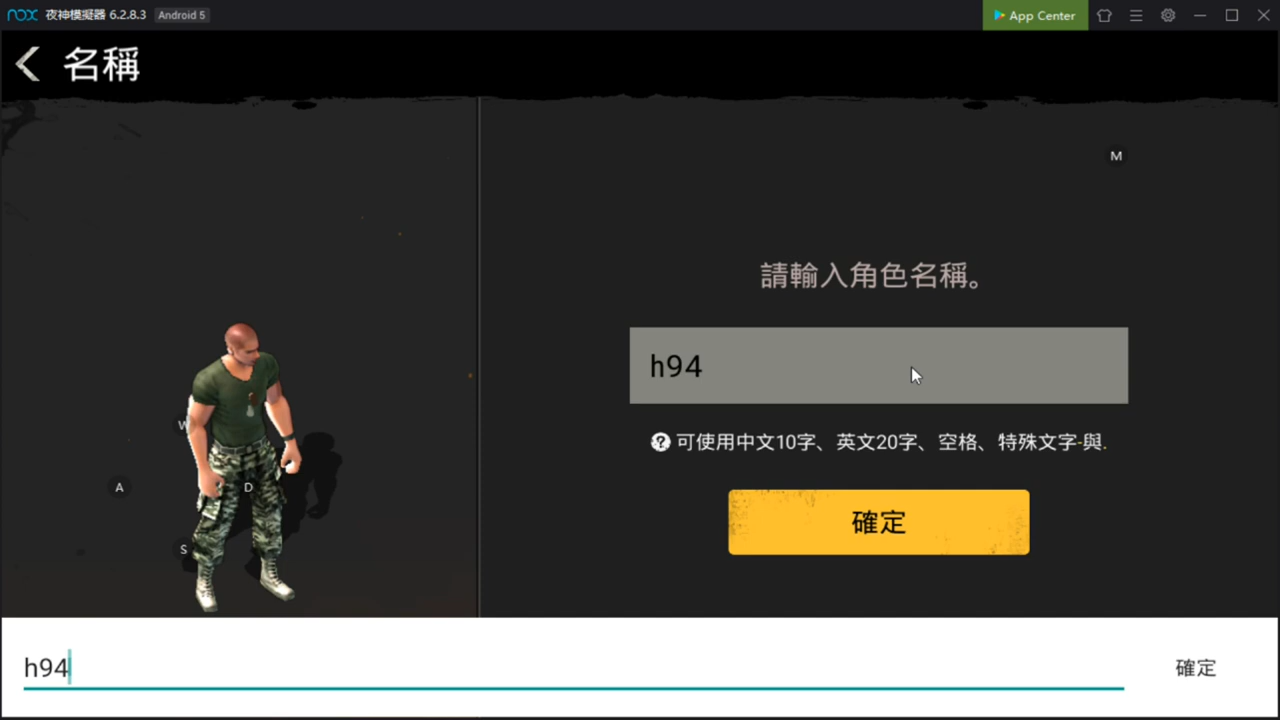 nox 夜神模擬器 6.2.8.3 Android 5 App Center
名稱
M
請輸入角色名稱。
h94
?可使用中文10字、英文20字、空格、特殊文字-與.
確定
W
A D
S
h94 確定